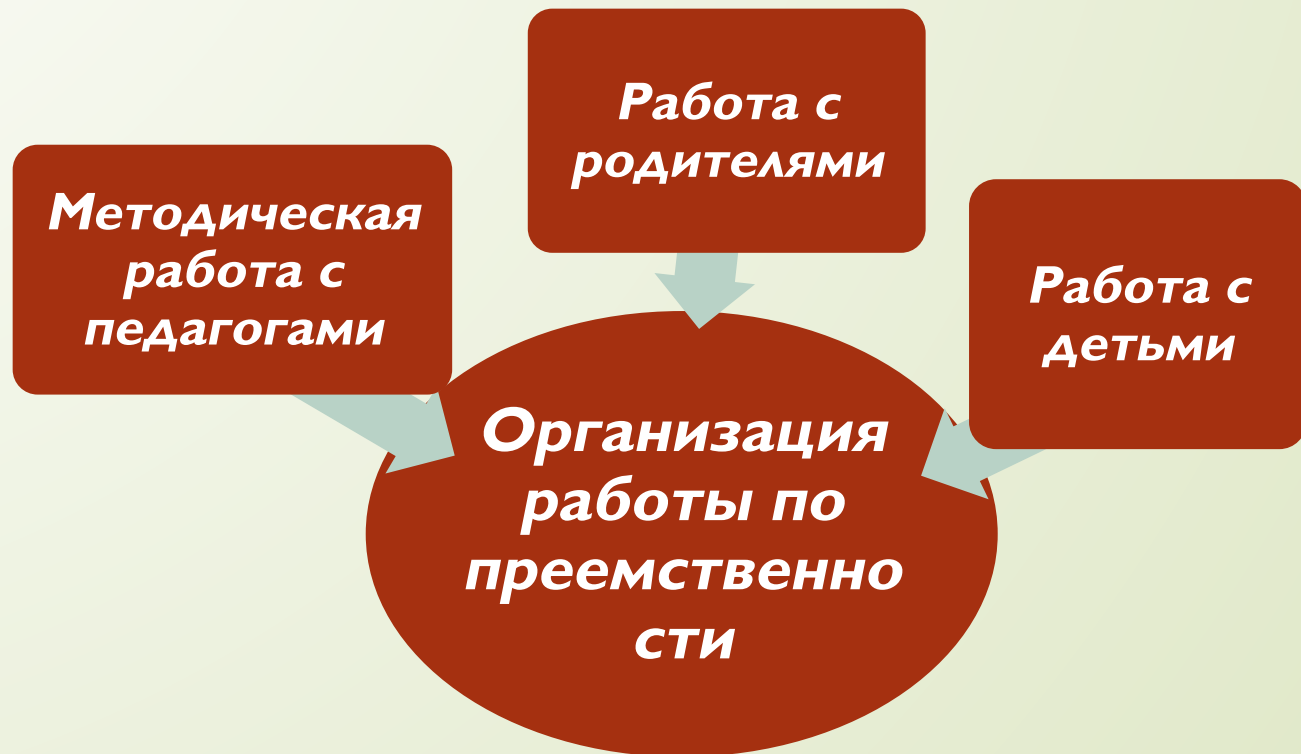 Работа с
родителями
Методическая
работа с
педагогами
Работа с
детьми
Организация
работы по
преемственно
сти